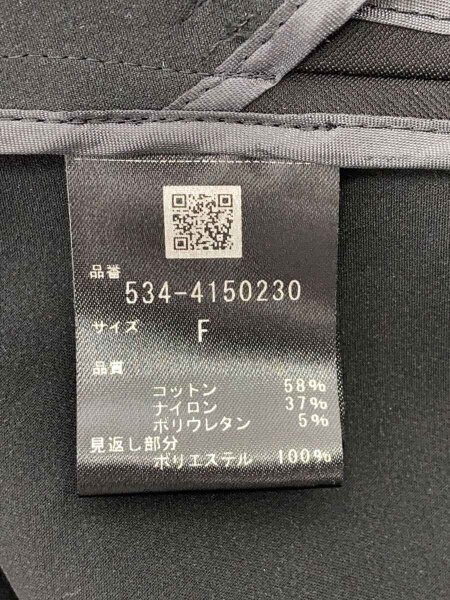 品番
534-4150230
サイズ F
品質
コットン 58%
ナイロン 37%
ポリウレタン 5%
見返し部分
ポリエステル 100%